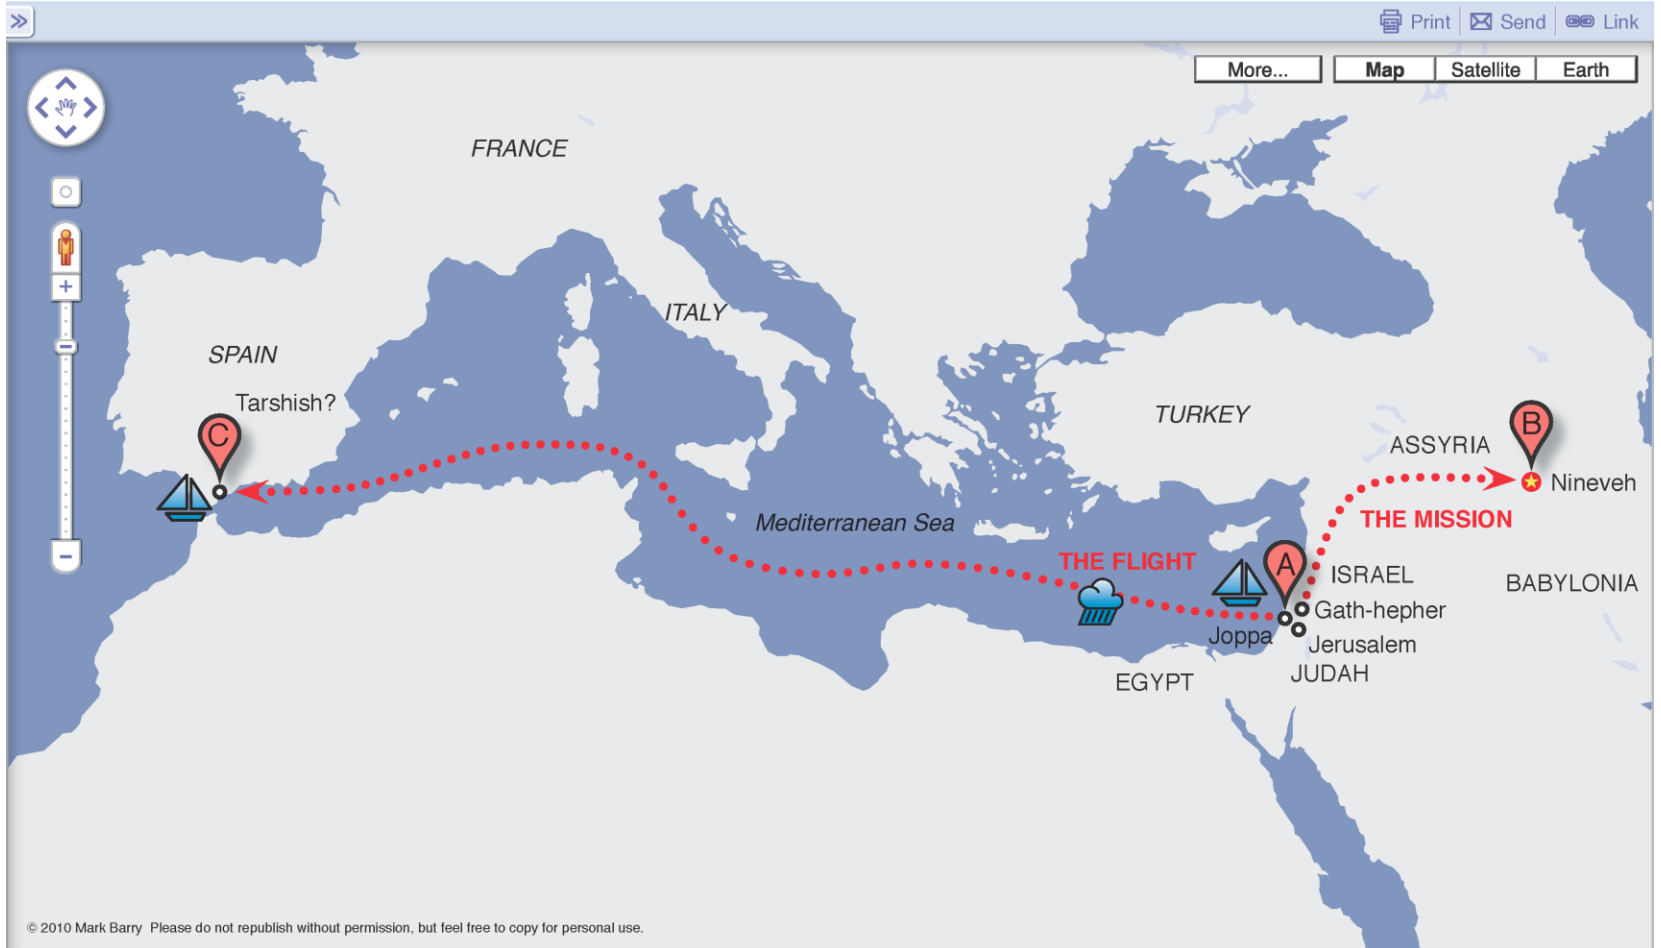 Print
Send
Link
More...
Map
Satellite
Earth
FRANCE
ITALY
SPAIN
Tarshish?
C
TURKEY
B
ASSYRIA
Nineveh
THE MISSION
Mediterranean Sea
THE FLIGHT
A
ISRAEL
BABYLONIA
Gath-hepher
Joppa
Jerusalem
JUDAH
EGYPT
© 2010 Mark Barry  Please do not republish without permission, but feel free to copy for personal use.